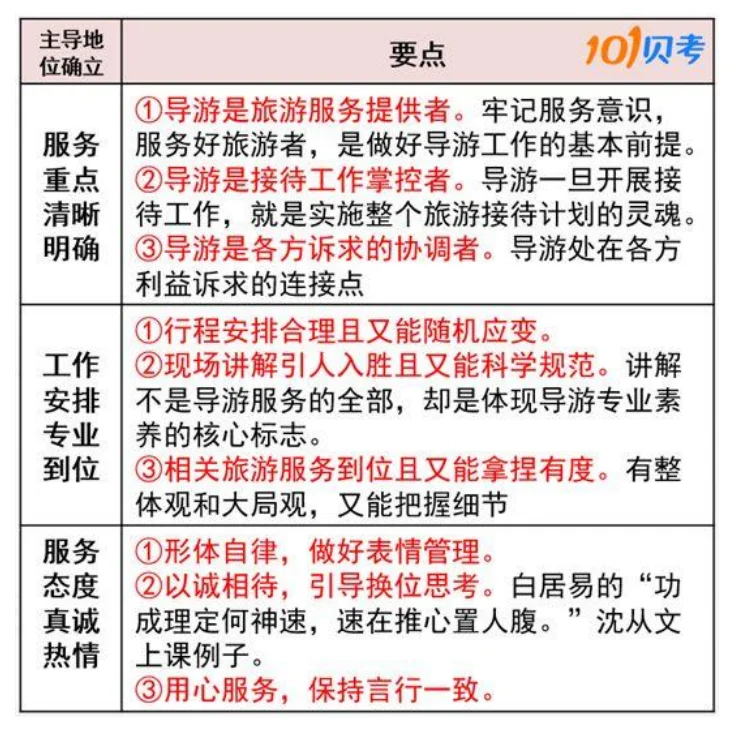 主导地
位确立
要点
101贝考
服务
重点
清晰
明确
①导游是旅游服务提供者。牢记服务意识，
服务好旅游者，是做好导游工作的基本前提。
②导游是接待工作掌控者。导游一旦开展接
待工作，就是实施整个旅游接待计划的灵魂。
③导游是各方诉求的协调者。导游处在各方
利益诉求的连接点
工作
安排
专业
到位
①行程安排合理且又能随机应变。
②现场讲解引人入胜且又能科学规范。讲解
不是导游服务的全部，却是体现导游专业素
养的核心标志。
③相关旅游服务到位且又能拿捏有度。有整
体观和大局观，又能把握细节
服务
态度
真诚
热情
①形体自律，做好表情管理。
②以诚相待，引导换位思考。白居易的“功
成理定何神速，速在推心置人腹。”沈从文
上课例子。
③用心服务，保持言行一致。